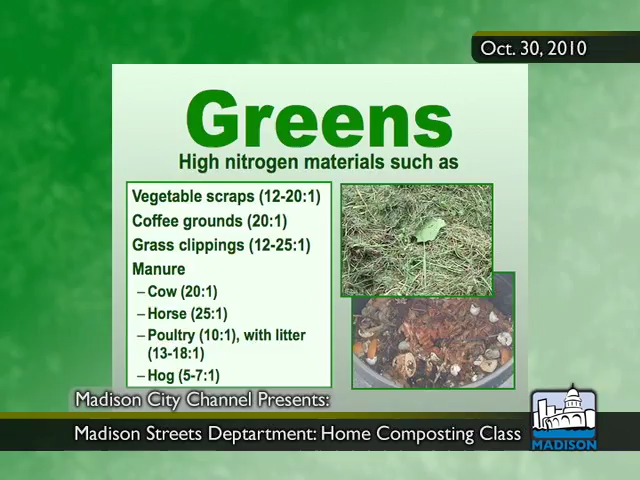 Oct. 30, 2010
Greens
High nitrogen materials such as
Vegetable scraps (12-20:1)
Coffee grounds (20:1)
Grass clippings (12-25:1)
Manure
– Cow (20:1)
– Horse (25:1)
– Poultry (10:1), with litter
(13-18:1)
– Hog (5-7:1)
Madison City Channel Presents:
Madison Streets Deptartment: Home Composting Class
MADISON